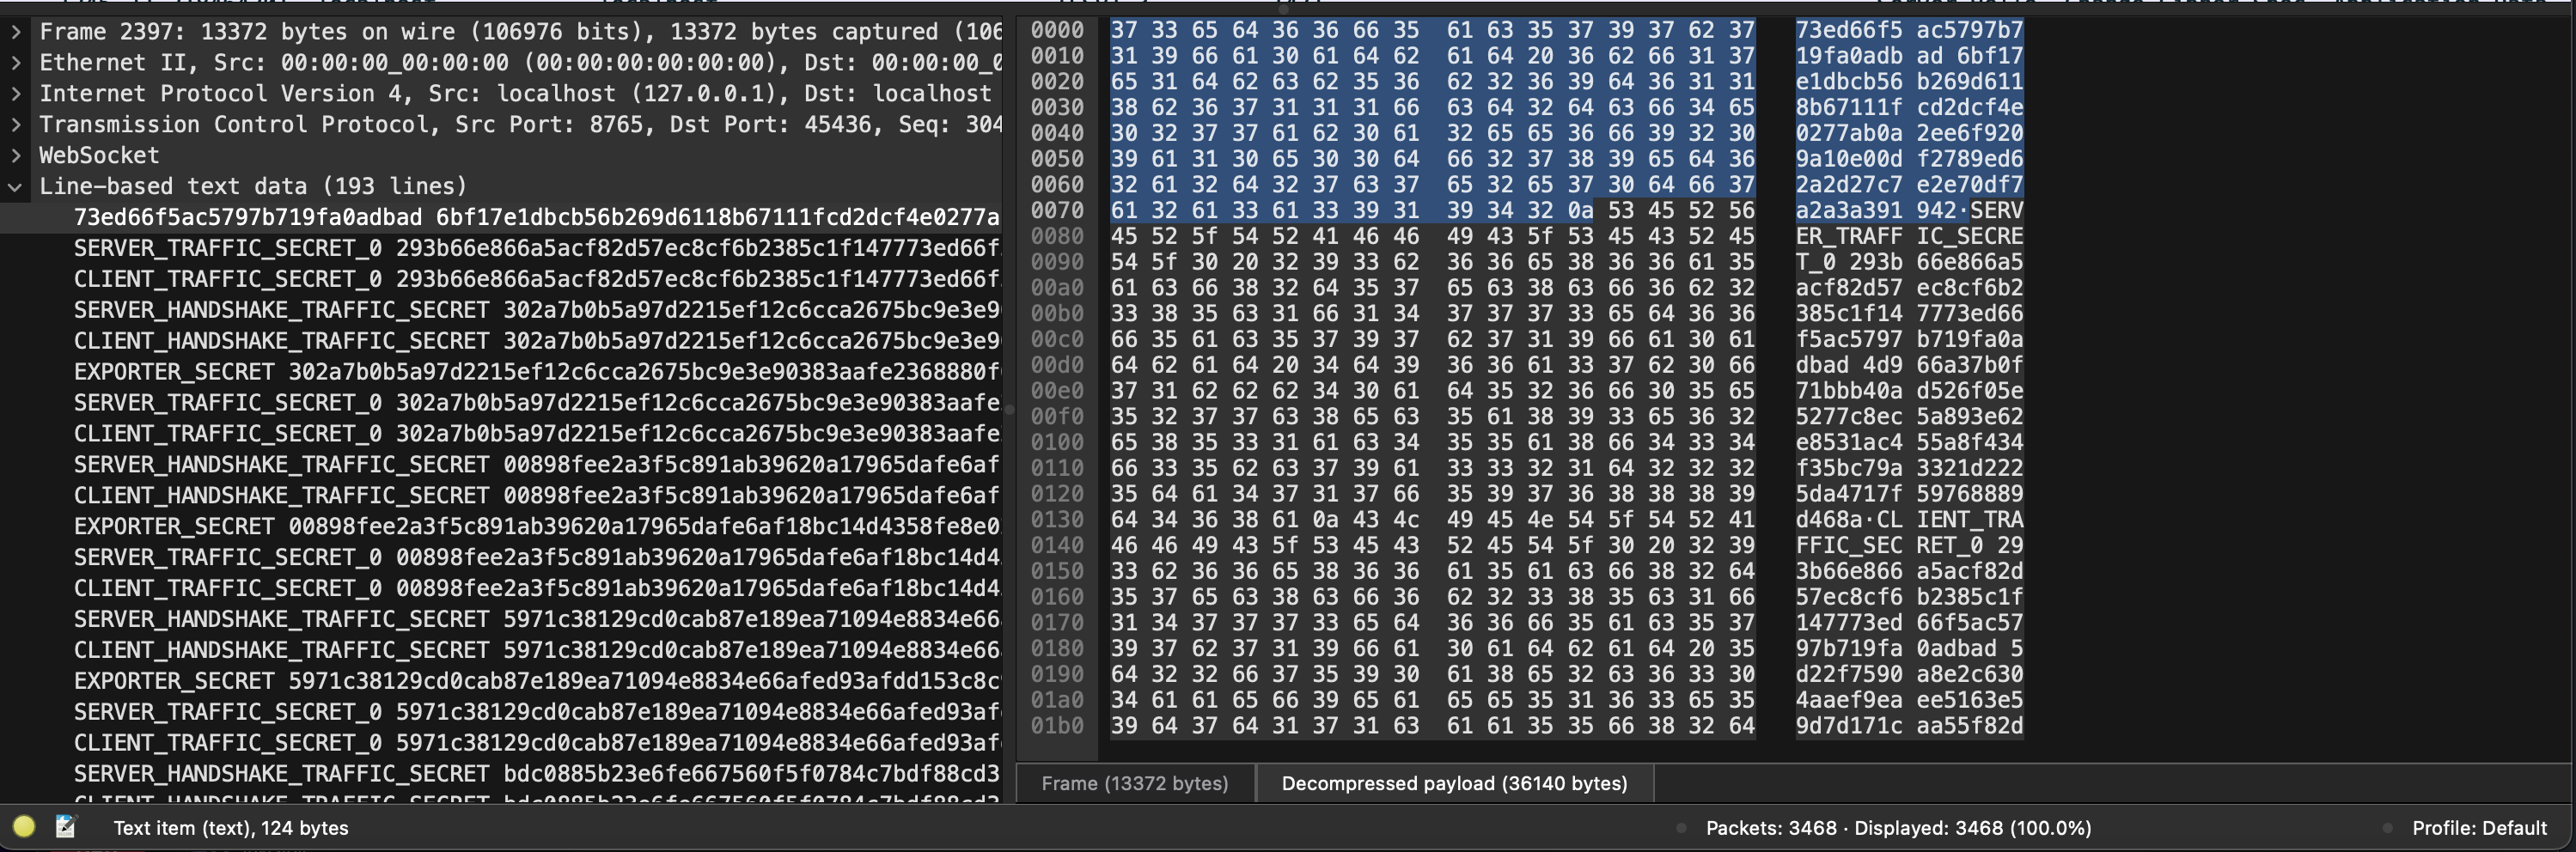 Frame 2397: 13372 bytes on wire (106976 bits), 13372 bytes captured (106
Ethernet II, Src: 00:00:00_00:00:00 (00:00:00:00:00:00), Dst: 00:00:00_0
Internet Protocol Version 4, Src: localhost (127.0.0.1), Dst: localhost
Transmission Control Protocol, Src Port: 8765, Dst Port: 45436, Seq: 304
WebSocket
Line-based text data (193 lines)
73ed66f5ac5797b719fa0adbad 6bf17e1dbcb56b269d6118b67111fcd2dcf4e0277a
SERVER_TRAFFIC_SECRET_0 293b66e866a5acf82d57ec8cf6b2385c1f147773ed66f
CLIENT_TRAFFIC_SECRET_0 293b66e866a5acf82d57ec8cf6b2385c1f147773ed66f
SERVER_HANDSHAKE_TRAFFIC_SECRET 302a7b0b5a97d2215ef12c6cca2675bc9e3e9
CLIENT_HANDSHAKE_TRAFFIC_SECRET 302a7b0b5a97d2215ef12c6cca2675bc9e3e9
EXPORTER_SECRET 302a7b0b5a97d2215ef12c6cca2675bc9e3e90383aafe2368880f
SERVER_TRAFFIC_SECRET_0 302a7b0b5a97d2215ef12c6cca2675bc9e3e90383aafe
CLIENT_TRAFFIC_SECRET_0 302a7b0b5a97d2215ef12c6cca2675bc9e3e90383aafe
SERVER_HANDSHAKE_TRAFFIC_SECRET 00898fee2a3f5c891ab39620a17965dafe6af
CLIENT_HANDSHAKE_TRAFFIC_SECRET 00898fee2a3f5c891ab39620a17965dafe6af
EXPORTER_SECRET 00898fee2a3f5c891ab39620a17965dafe6af18bc14d4358fe8e0
SERVER_TRAFFIC_SECRET_0 00898fee2a3f5c891ab39620a17965dafe6af18bc14d4
CLIENT_TRAFFIC_SECRET_0 00898fee2a3f5c891ab39620a17965dafe6af18bc14d4
SERVER_HANDSHAKE_TRAFFIC_SECRET 5971c38129cd0cab87e189ea71094e8834e66
CLIENT_HANDSHAKE_TRAFFIC_SECRET 5971c38129cd0cab87e189ea71094e8834e66
EXPORTER_SECRET 5971c38129cd0cab87e189ea71094e8834e66afed93afdd153c8c
SERVER_TRAFFIC_SECRET_0 5971c38129cd0cab87e189ea71094e8834e66afed93af
CLIENT_TRAFFIC_SECRET_0 5971c38129cd0cab87e189ea71094e8834e66afed93af
SERVER_HANDSHAKE_TRAFFIC_SECRET bdc0885b23e6fe667560f5f0784c7bdf88cd3
0000 37 33 65 64 36 36 66 35 61 63 35 37 39 37 62 37 73ed66f5 ac5797b7
0010 31 39 66 61 30 61 64 62 61 64 20 36 62 66 31 37 19fa0adb ad 6bf17
0020 65 31 64 62 63 62 35 36 62 32 36 39 64 36 31 31 e1dbcb56 b269d611
0030 38 62 36 37 31 31 31 66 63 64 32 64 63 66 34 65 8b67111f cd2dcf4e
0040 30 32 37 37 61 62 30 61 32 65 65 36 66 39 32 30 0277ab0a 2ee6f920
0050 39 61 31 30 65 30 30 64 66 32 37 38 39 65 64 36 9a10e00d f2789ed6
0060 32 61 32 64 32 37 63 37 65 32 65 37 30 64 66 37 2a2d27c7 e2e70df7
0070 61 32 61 33 61 33 39 31 39 34 32 0a 53 45 52 56 a2a3a391 942·SERV
0080 45 52 5f 54 52 41 46 46 49 43 5f 53 45 43 52 45 ER_TRAFF IC_SECRE
0090 54 5f 30 20 32 39 33 62 36 36 65 38 36 36 61 35 T_0 293b 66e866a5
00a0 61 63 66 38 32 64 35 37 65 63 38 63 66 36 62 32 acf82d57 ec8cf6b2
00b0 33 38 35 63 31 66 31 34 37 37 37 33 65 64 36 36 385c1f14 7773ed66
00c0 66 35 61 63 35 37 39 37 62 37 31 39 66 61 30 61 f5ac5797 b719fa0a
00d0 64 62 61 64 20 34 64 39 36 36 61 33 37 62 30 66 dbad 4d9 66a37b0f
00e0 37 31 62 62 62 34 30 61 64 35 32 36 66 30 35 65 71bbb40a d526f05e
00f0 35 32 37 37 63 38 65 63 35 61 38 39 33 65 36 32 5277c8ec 5a893e62
0100 65 38 35 33 31 61 63 34 35 35 61 38 66 34 33 34 e8531ac4 55a8f434
0110 66 33 35 62 63 37 39 61 33 33 32 31 64 32 32 32 f35bc79a 3321d222
0120 35 64 61 34 37 31 37 66 35 39 37 36 38 38 38 39 5da4717f 59768889
0130 64 34 36 38 61 0a 43 4c 49 45 4e 54 5f 54 52 41 d468a·CL IENT_TRA
0140 46 46 49 43 5f 53 45 43 52 45 54 5f 30 20 32 39 FFIC_SEC RET_0 29
0150 33 62 36 36 65 38 36 36 61 35 61 63 66 38 32 64 3b66e866 a5acf82d
0160 35 37 65 63 38 63 66 36 62 32 33 38 35 63 31 66 57ec8cf6 b2385c1f
0170 31 34 37 37 37 33 65 64 36 36 66 35 61 63 35 37 147773ed 66f5ac57
0180 39 37 62 37 31 39 66 61 30 61 64 62 61 64 20 35 97b719fa 0adbad 5
0190 64 32 32 66 37 35 39 30 61 38 65 32 63 36 33 30 d22f7590 a8e2c630
01a0 34 61 61 65 66 39 65 61 65 65 35 31 36 33 65 35 4aaef9ea ee5163e5
01b0 39 64 37 64 31 37 31 63 61 61 35 35 66 38 32 64 9d7d171c aa55f82d
Frame (13372 bytes)
Decompressed payload (36140 bytes)
Text item (text), 124 bytes
Packets: 3468 · Displayed: 3468 (100.0%)
Profile: Default